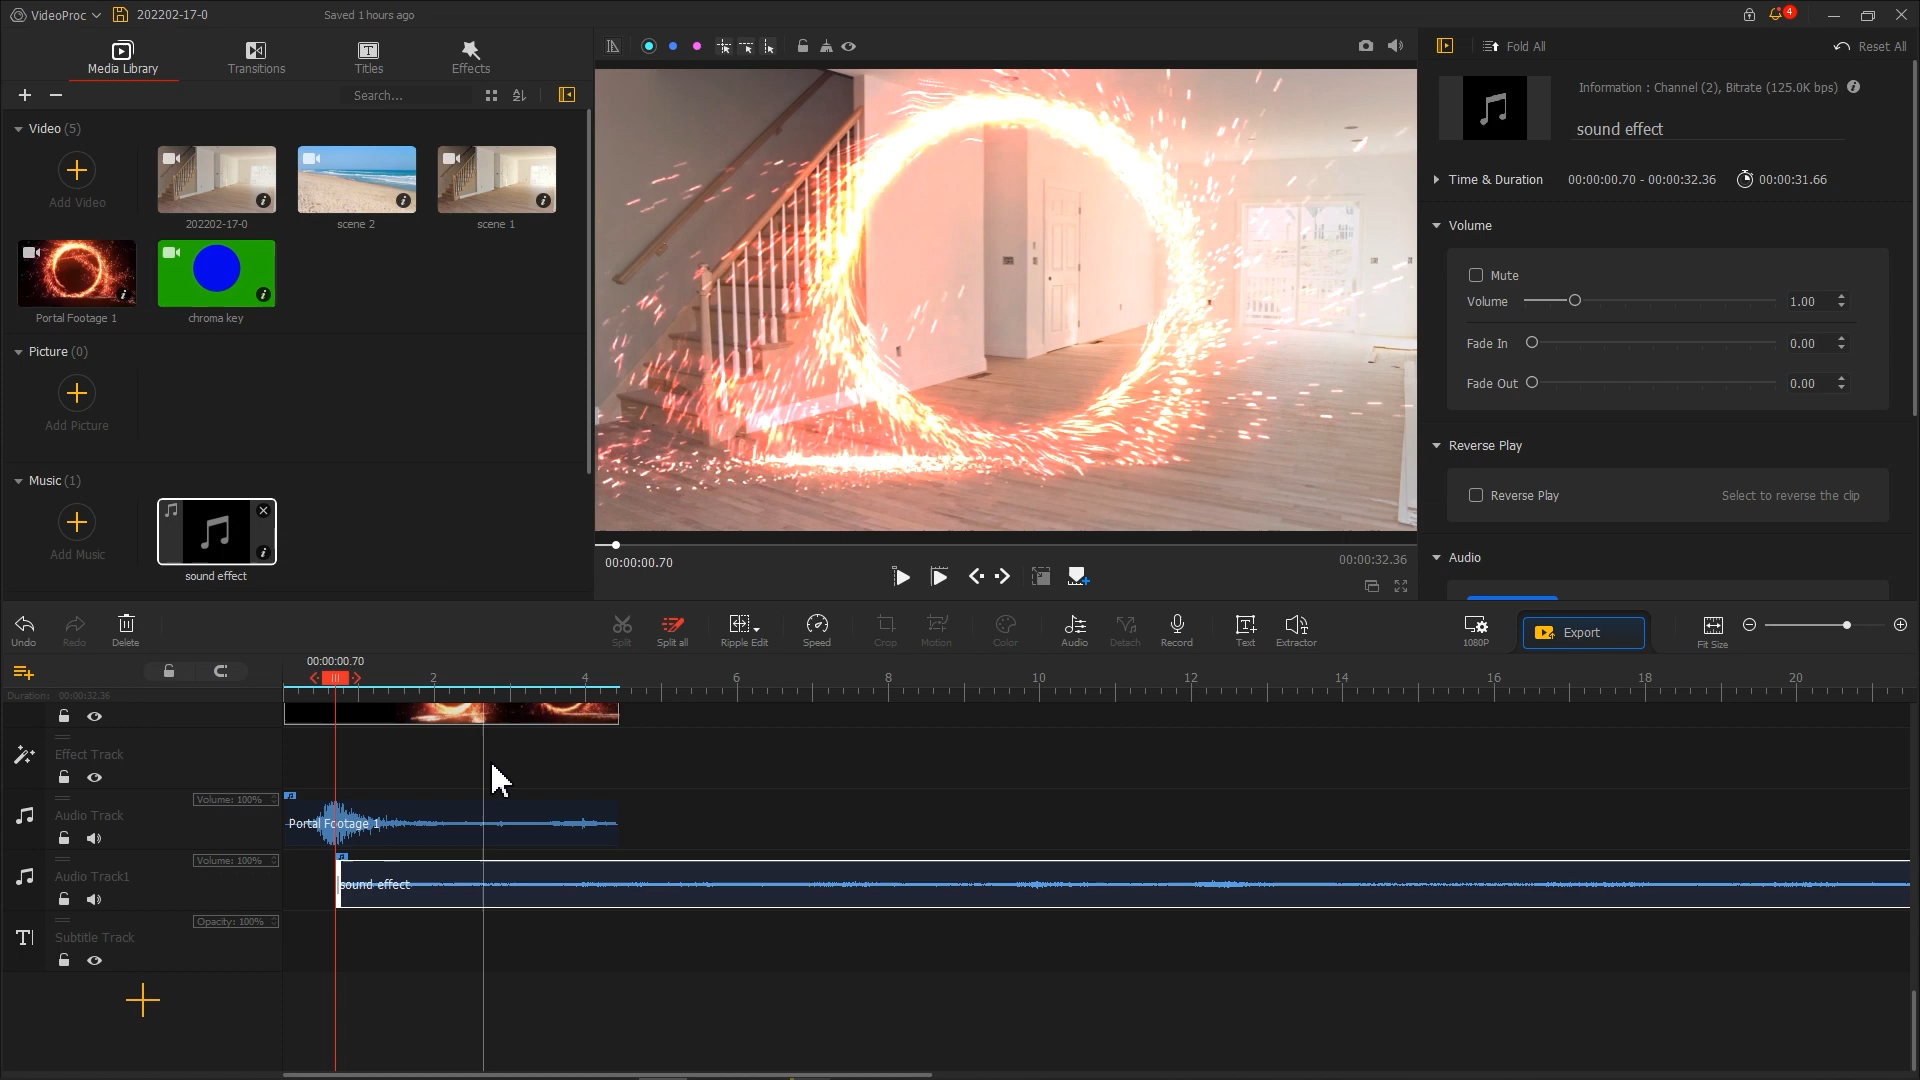 VideoProc
202202-17-0
Saved 1 hours ago
4
Media Library
Transitions
Titles
Effects
Fold All
Reset All
Search...
Information : Channel (2), Bitrate (125.0K bps)
sound effect
Video (5)
Add Video
202202-17-0
scene 2
scene 1
Portal Footage 1
chroma key
Time & Duration
00:00:00.70 - 00:00:32.36
00:00:31.66
Volume
Mute
Volume
1.00
Fade In
0.00
Fade Out
0.00
Picture (0)
Add Picture
Reverse Play
Reverse Play
Select to reverse the clip
Music (1)
Add Music
sound effect
Audio
00:00:00.70
00:00:32.36
Undo
Redo
Delete
Split
Split all
Ripple Edit
Speed
Crop
Motion
Color
Audio
Detach
Record
Text
Extractor
1080P
Export
Fit Size
00:00:00.70
2
4
6
8
10
12
14
16
18
20
Duration: 00:00:32.36
Effect Track
Volume: 100%
Audio Track
Portal Footage 1
Volume: 100%
Audio Track1
sound effect
Opacity: 100%
Subtitle Track